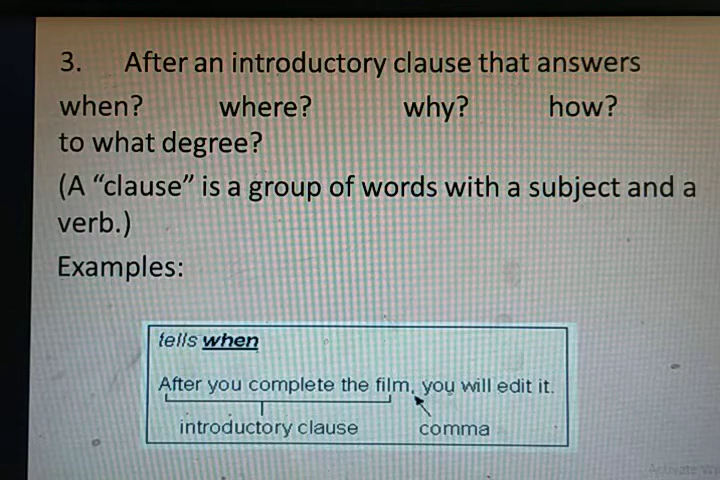 3. After an introductory clause that answers
when? where? why? how?
to what degree?
(A “clause” is a group of words with a subject and a
verb.)
Examples:
tells when
After you complete the film, you will edit it.
introductory clause comma